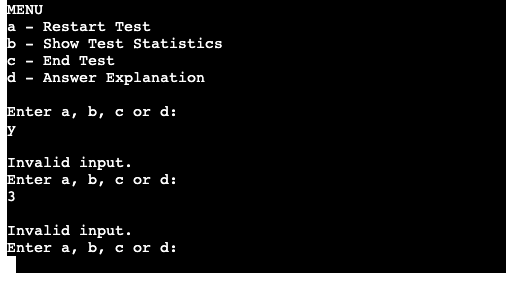 MENU
a - Restart Test
b - Show Test Statistics
c - End Test
d - Answer Explanation
Enter a, b, c or d:
y
Invalid input.
Enter a, b, c or d:
3
Invalid input.
Enter a, b, c or d: